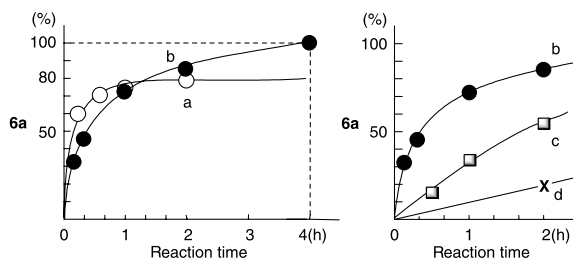 (%)
100
80
6a
50
b
a
0
1
2
3
4(h)
Reaction time
(%)
100
6a
50
b
c
X
d
0
1
2(h)
Reaction time